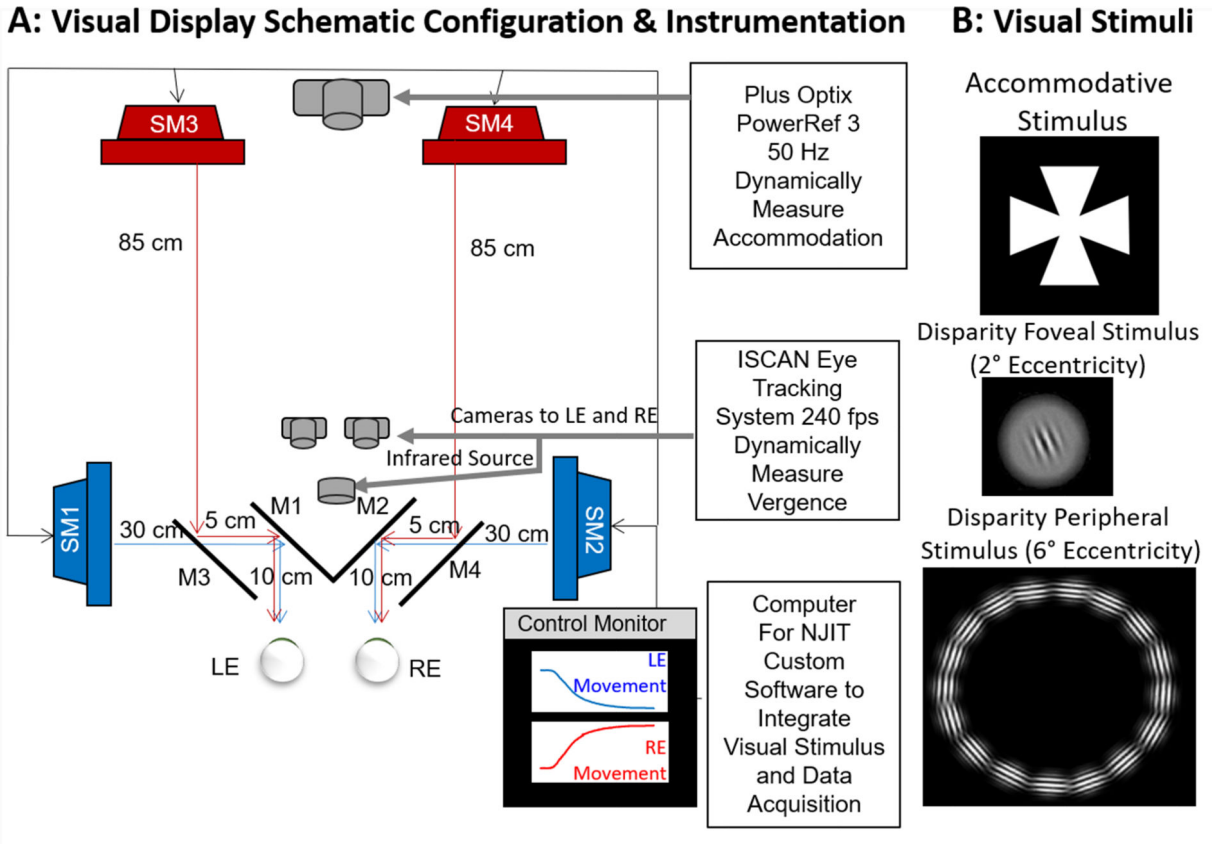 A: Visual Display Schematic Configuration & Instrumentation
SM3
SM4
85 cm
85 cm
Plus Optix
PowerRef 3
50 Hz
Dynamically
Measure
Accommodation
Cameras to LE and RE
Infrared Source
ISCAN Eye
Tracking
System 240 fps
Dynamically
Measure
Vergence
SM1
30 cm
5 cm
M1
M2
5 cm
30 cm
SM2
M3
10 cm
10 cm
M4
LE
RE
Control Monitor
LE
Movement
RE
Movement
Computer
For NJIT
Custom
Software to
Integrate
Visual Stimulus
and Data
Acquisition
B: Visual Stimuli
Accommodative
Stimulus
Disparity Foveal Stimulus
(2° Eccentricity)
Disparity Peripheral
Stimulus (6° Eccentricity)